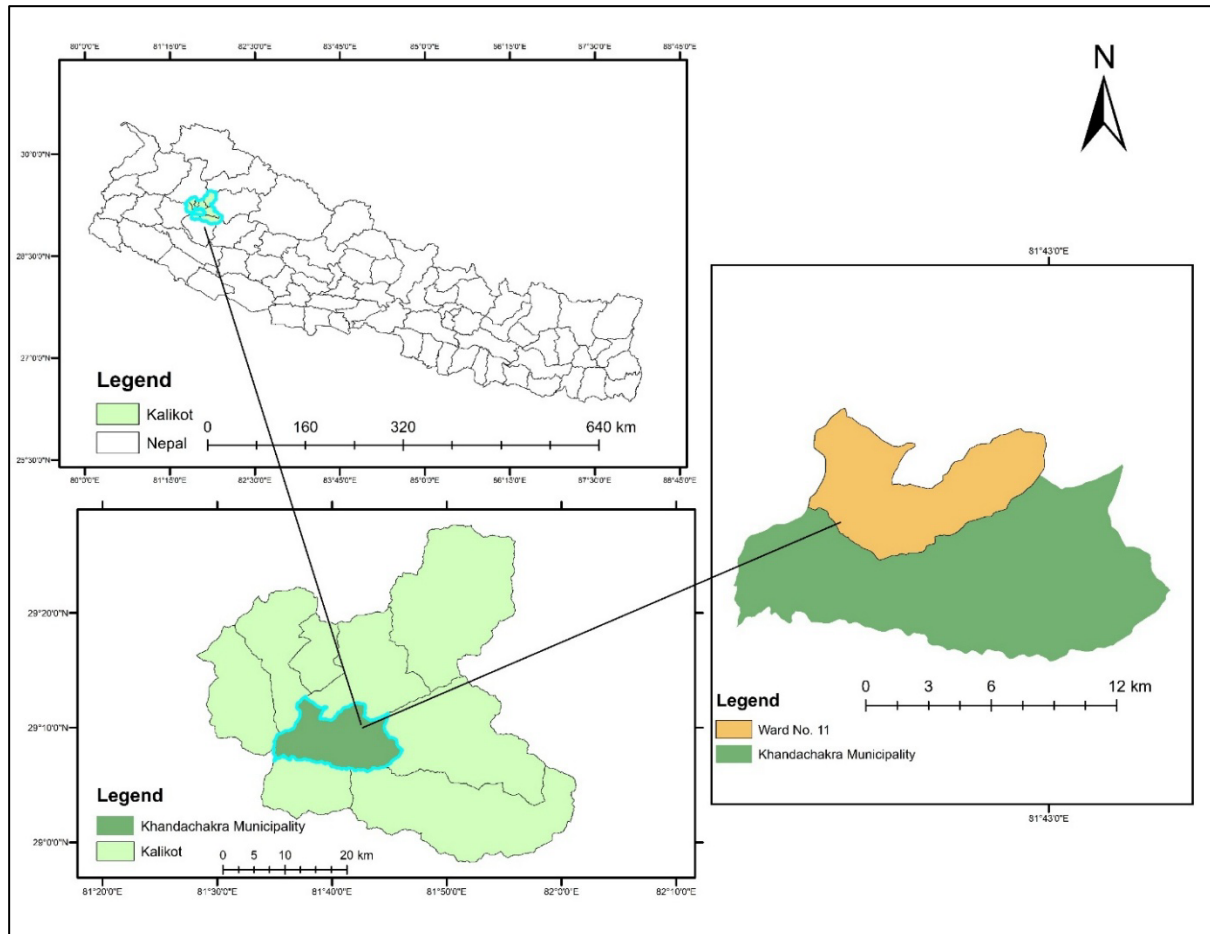 N
80°0'0"E 81°15'0"E 82°30'0"E 83°45'0"E 85°0'0"E 86°15'0"E 87°30'0"E 88°45'0"E
30°0'0"N
28°30'0"N
27°0'0"N
25°30'0"N
Legend
Kalikot
Nepal
0 160 320 640 km
80°0'0"E 81°15'0"E 82°30'0"E 83°45'0"E 85°0'0"E 86°15'0"E 87°30'0"E 88°45'0"E
29°20'0"N
29°10'0"N
29°0'0"N
Legend
Khandachakra Municipality
Kalikot
0 5 10 20 km
81°20'0"E 81°30'0"E 81°40'0"E 81°50'0"E 82°0'0"E 82°10'0"E
81°43'0"E
Legend
Ward No. 11
Khandachakra Municipality
0 3 6 12 km
81°43'0"E